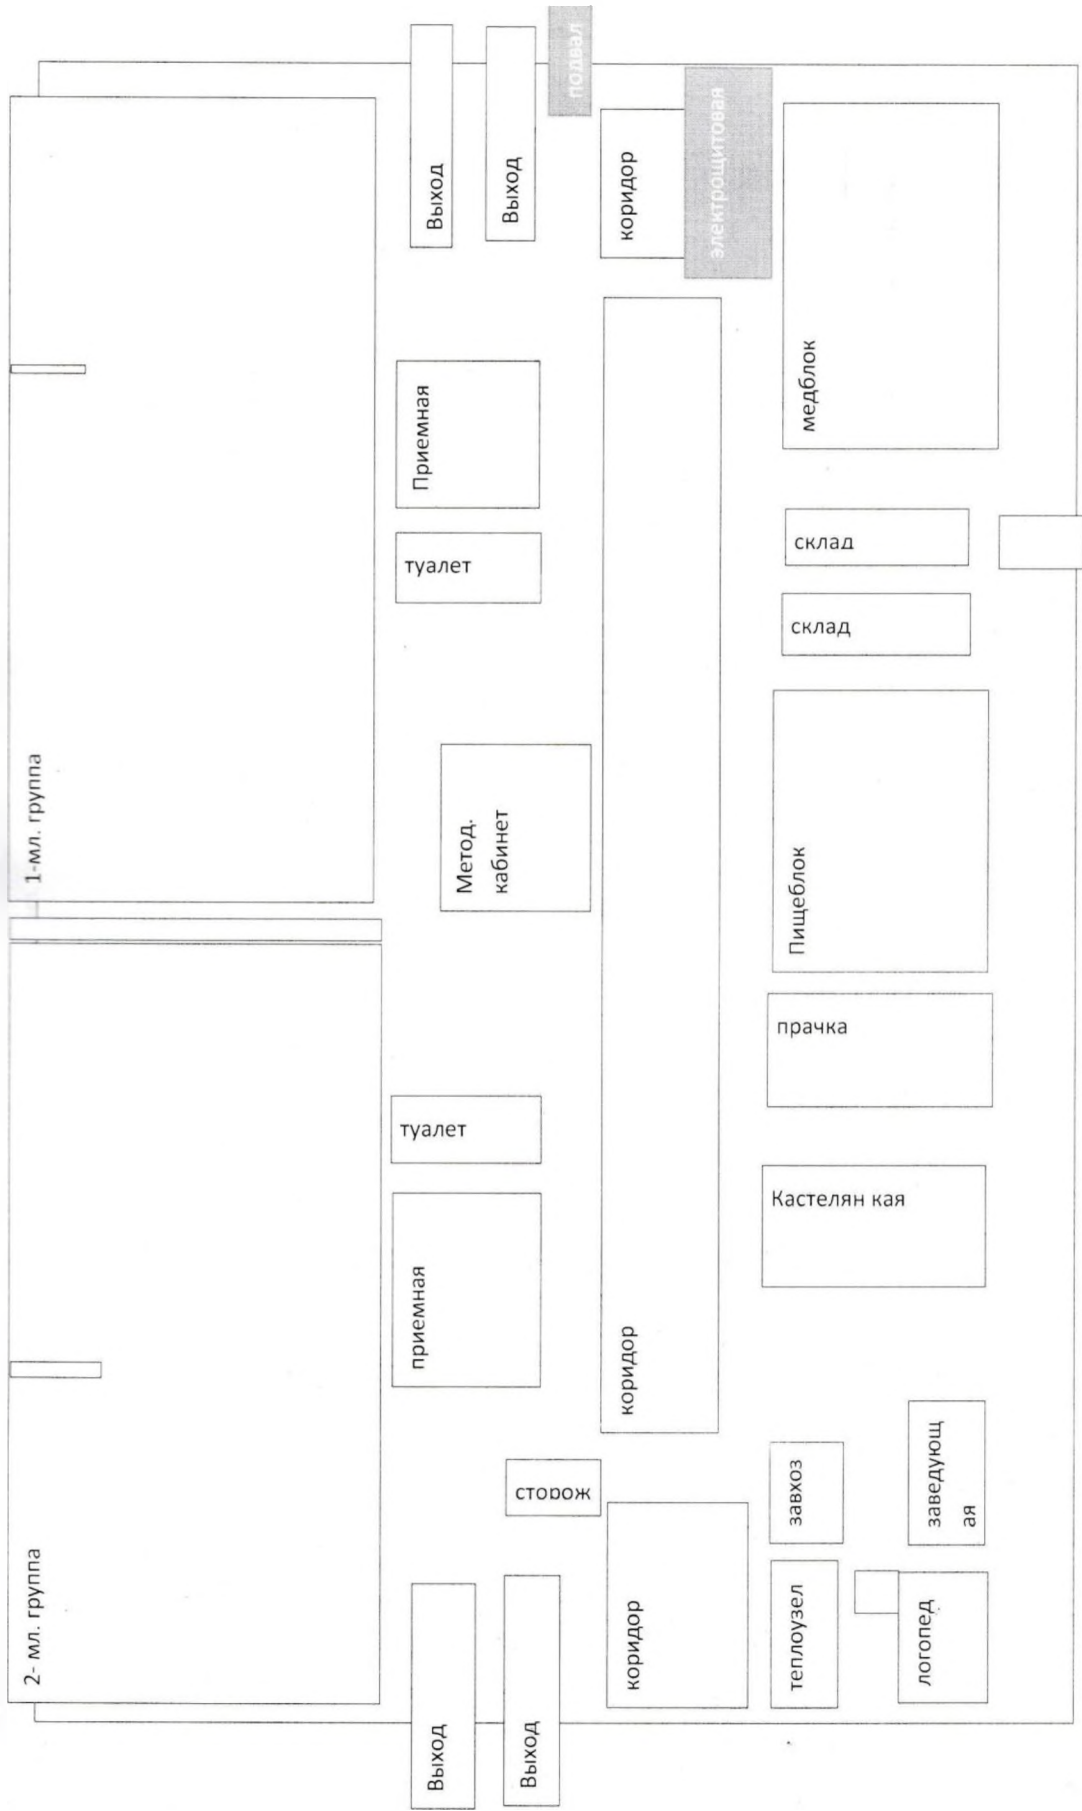 подвал
Выход
Выход
коридор
электрощитовая
1-мл. группа
Приемная
туалет
медблок
склад
склад
Метод.
кабинет
Пищеблок
прачка
туалет
приемная
Кастелян кая
коридор
2- мл. группа
сторож
завхоз
заведующ
ая
коридор
теплоузел
логопед
Выход
Выход